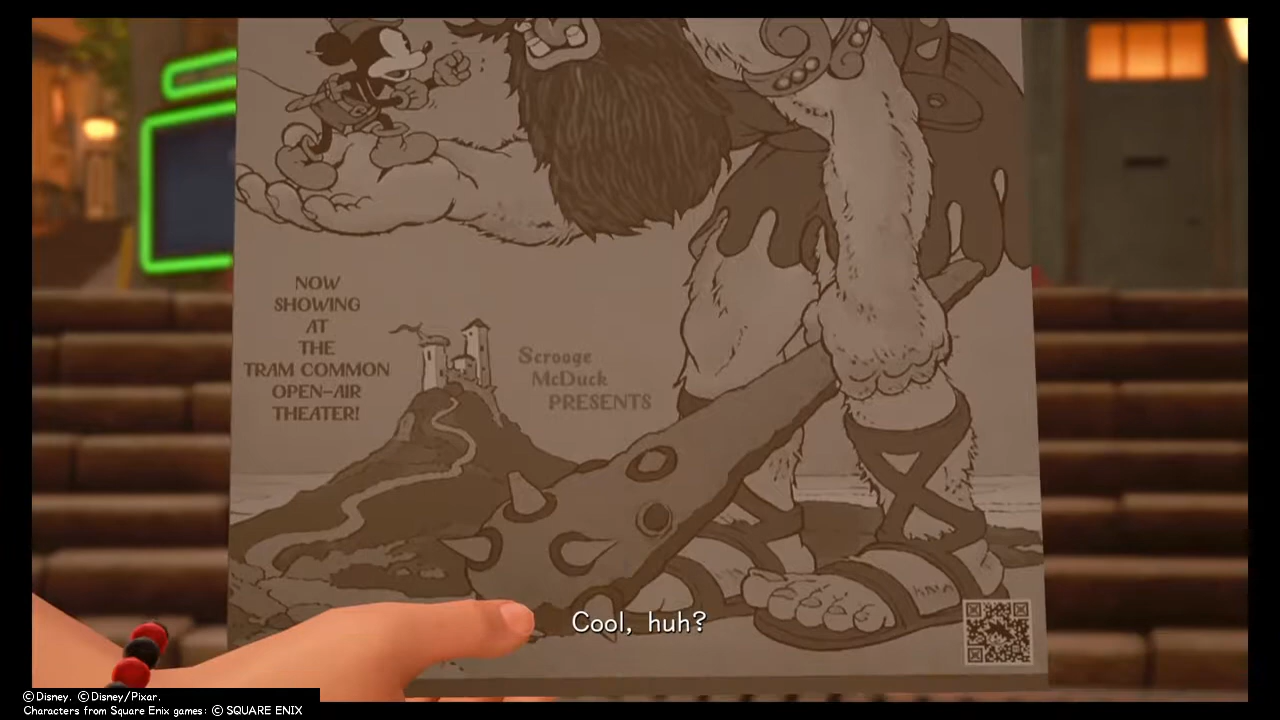 NOW
SHOWING
AT
THE
TRAM COMMON
OPEN-AIR
THEATER!
Scrooge
McDuck
PRESENTS
Cool, huh?
©Disney. ©Disney/Pixar.
Characters from Square Enix games: © SQUARE ENIX